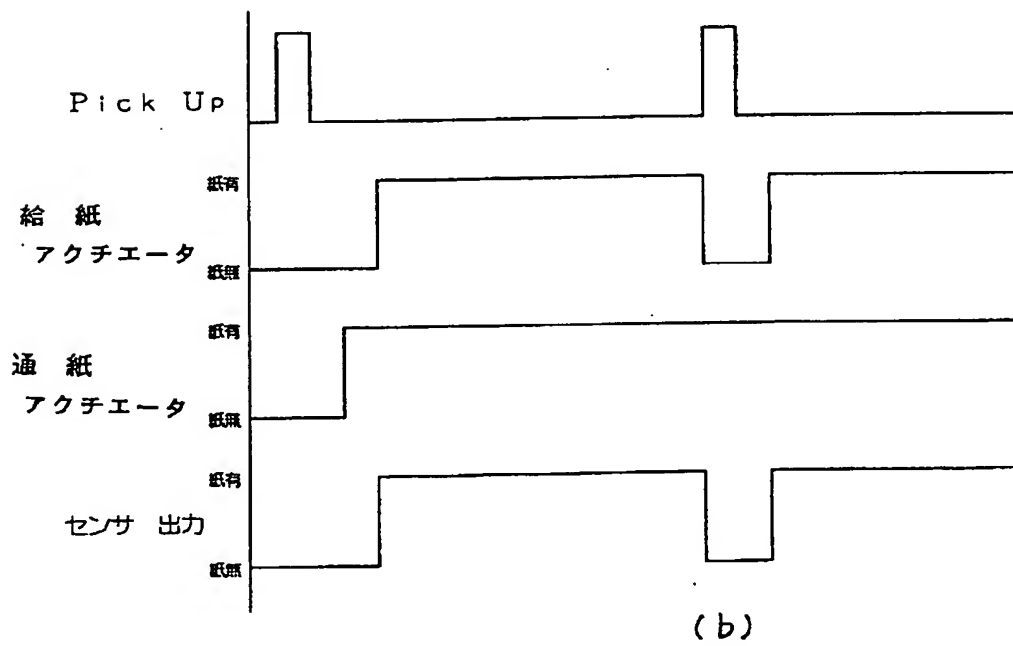 Pick Up
紙有
給紙
アクチエータ
紙無
紙有
通紙
アクチエータ
紙無
紙有
センサ 出力
紙無
(b)